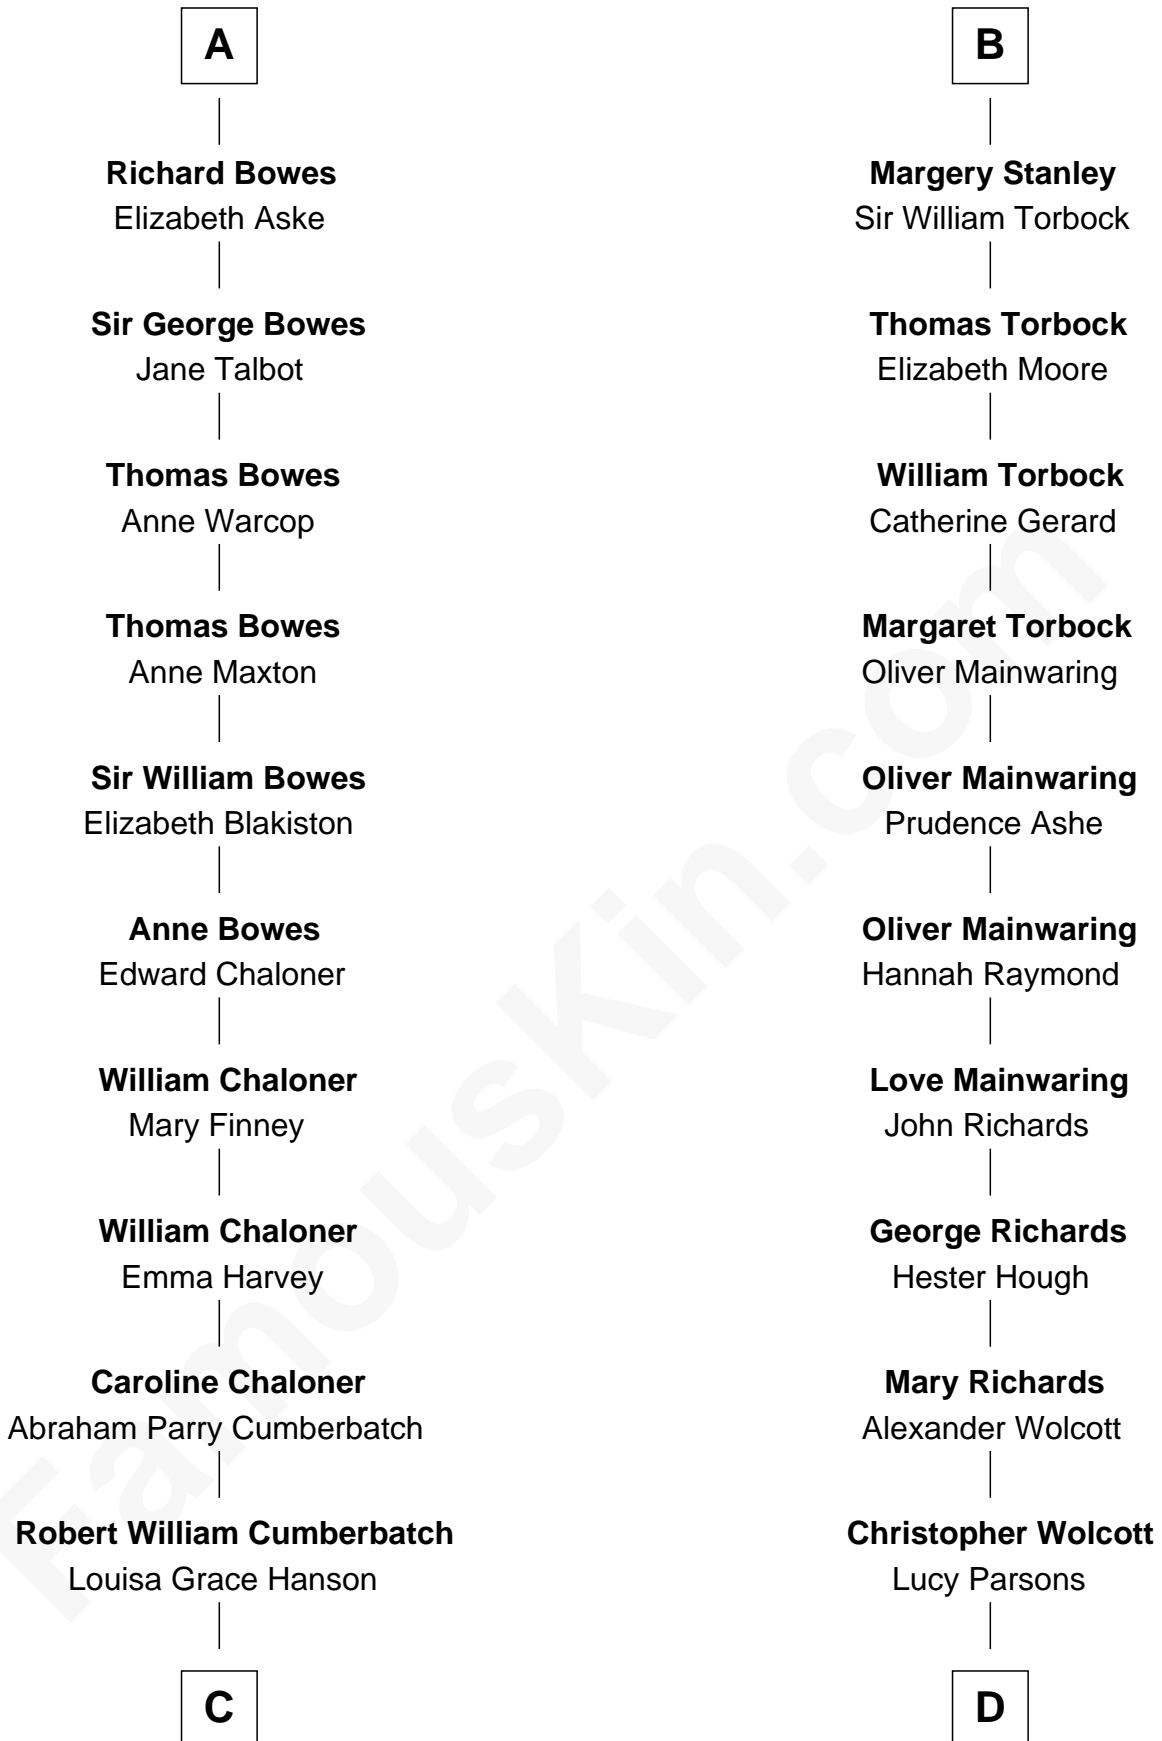 A
Richard Bowes
Elizabeth Aske
Sir George Bowes
Jane Talbot
Thomas Bowes
Anne Warcop
Thomas Bowes
Anne Maxton
Sir William Bowes
Elizabeth Blakiston
Anne Bowes
Edward Chaloner
William Chaloner
Mary Finney
William Chaloner
Emma Harvey
Caroline Chaloner
Abraham Parry Cumberbatch
Robert William Cumberbatch
Louisa Grace Hanson
C
B
Margery Stanley
Sir William Torbock
Thomas Torbock
Elizabeth Moore
William Torbock
Catherine Gerard
Margaret Torbock
Oliver Mainwaring
Oliver Mainwaring
Prudence Ashe
Oliver Mainwaring
Hannah Raymond
Love Mainwaring
John Richards
George Richards
Hester Hough
Mary Richards
Alexander Wolcott
Christopher Wolcott
Lucy Parsons
D
FamousKin.com